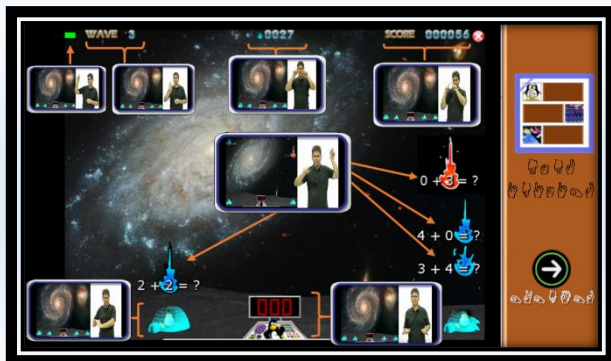 WAVE 3
0027
SCORE 000056
0 + 3 = ?
4 + 0 = ?
3 + 4 = ?
2 + 2 = ?
000